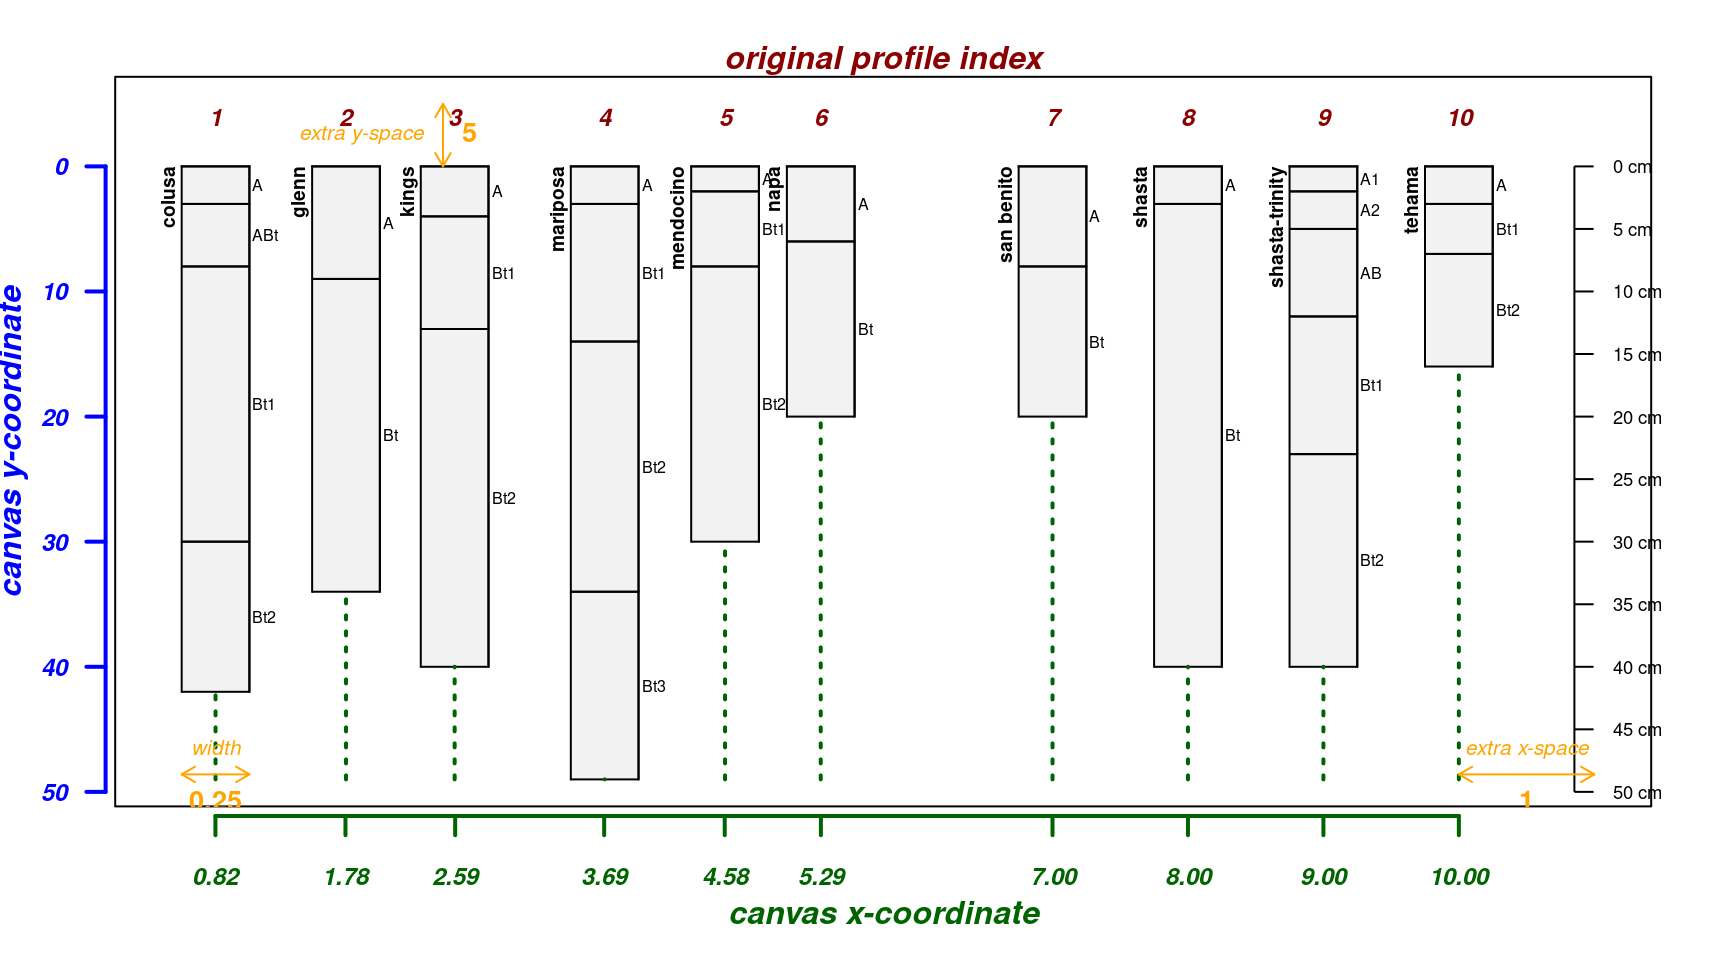 original profile index
1 2 3 4 5 6 7 8 9 10
extra y-space 5
canvas y-coordinate
0
10
20
30
40
50
colusa
A
ABt
Bt1
Bt2
glenn
A
Bt
kings
A
Bt1
Bt2
mariposa
A
Bt1
Bt2
Bt3
mendocino
A
Bt1
Bt2
napa
A
Bt
san benito
A
Bt
shasta
A
Bt
shasta-trinity
A1
A2
AB
Bt1
Bt2
tehama
A
Bt1
Bt2
0 cm
5 cm
10 cm
15 cm
20 cm
25 cm
30 cm
35 cm
40 cm
45 cm
50 cm
width
0.25
extra x-space
1
0.82 1.78 2.59 3.69 4.58 5.29 7.00 8.00 9.00 10.00
canvas x-coordinate